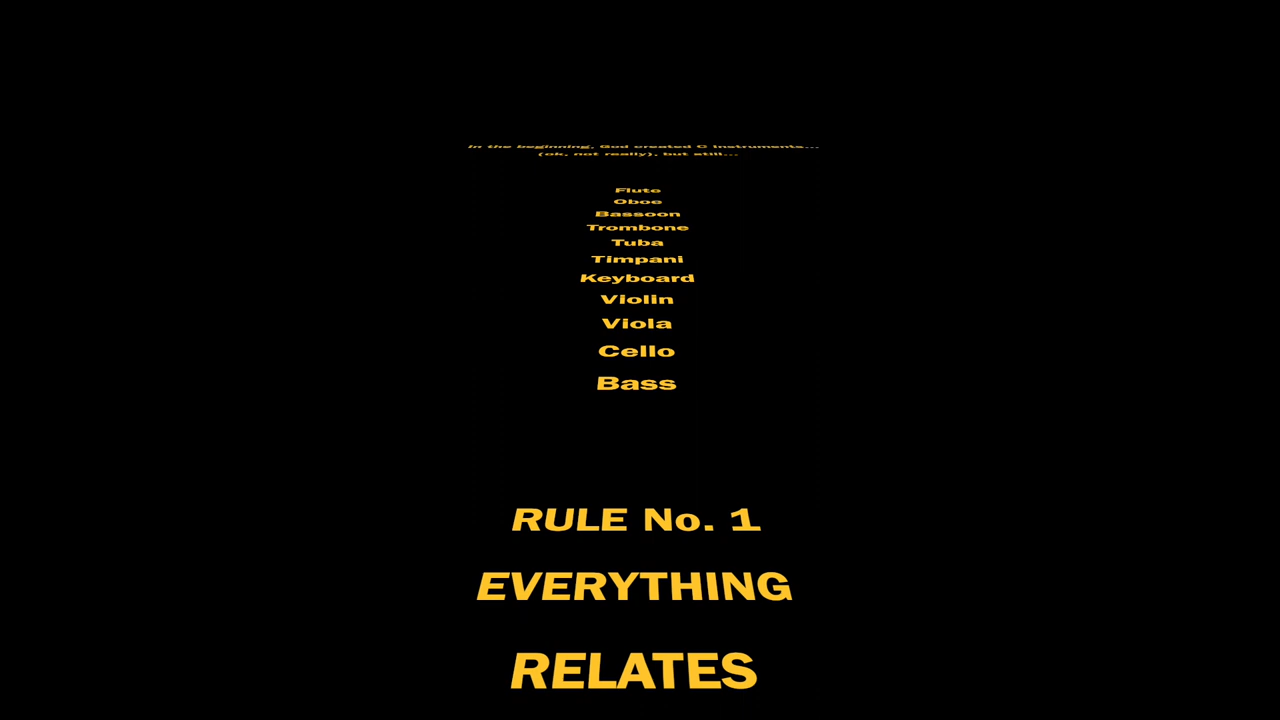 In the beginning, God created C Instruments...
(ok, not really), but still...
Flute
Oboe
Bassoon
Trombone
Tuba
Timpani
Keyboard
Violin
Viola
Cello
Bass
RULE No. 1
EVERYTHING
RELATES